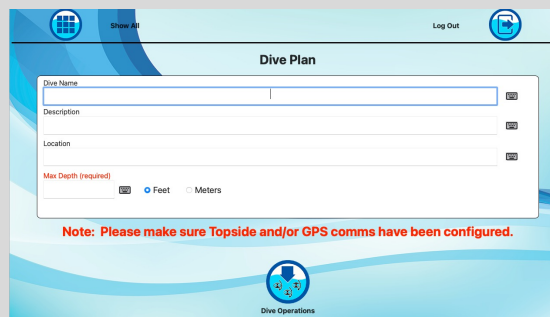 Show All
Log Out
Dive Plan
Dive Name
Description
Location
Max Depth (required)
Feet
Meters
Note: Please make sure Topside and/or GPS comms have been configured.
Dive Operations